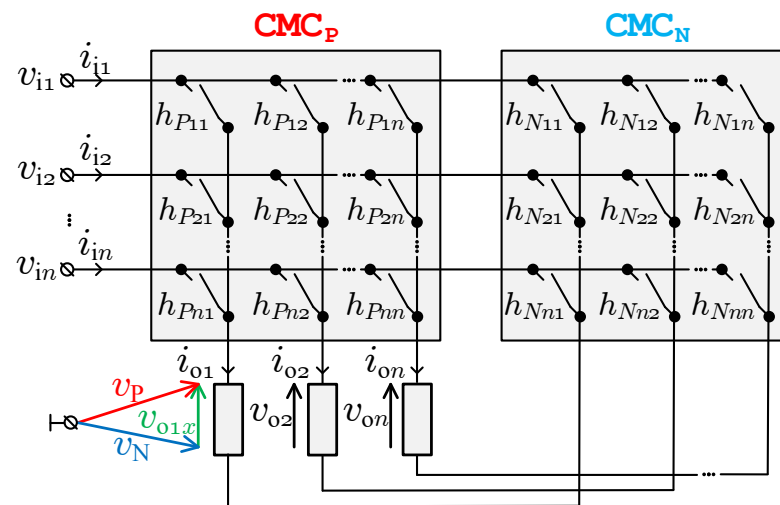 CMC_P CMC_N
v_i1 i_i1
h_P11 h_P12 ... h_P1n h_N11 h_N12 ... h_N1n
v_i2 i_i2
h_P21 h_P22 ... h_P2n h_N21 h_N22 ... h_N2n
...
v_in i_in
h_Pn1 h_Pn2 ... h_Pnn h_Nn1 h_Nn2 ... h_Nnn
i_o1 i_o2 i_on
v_P v_o1x v_o2 v_on
v_N
...